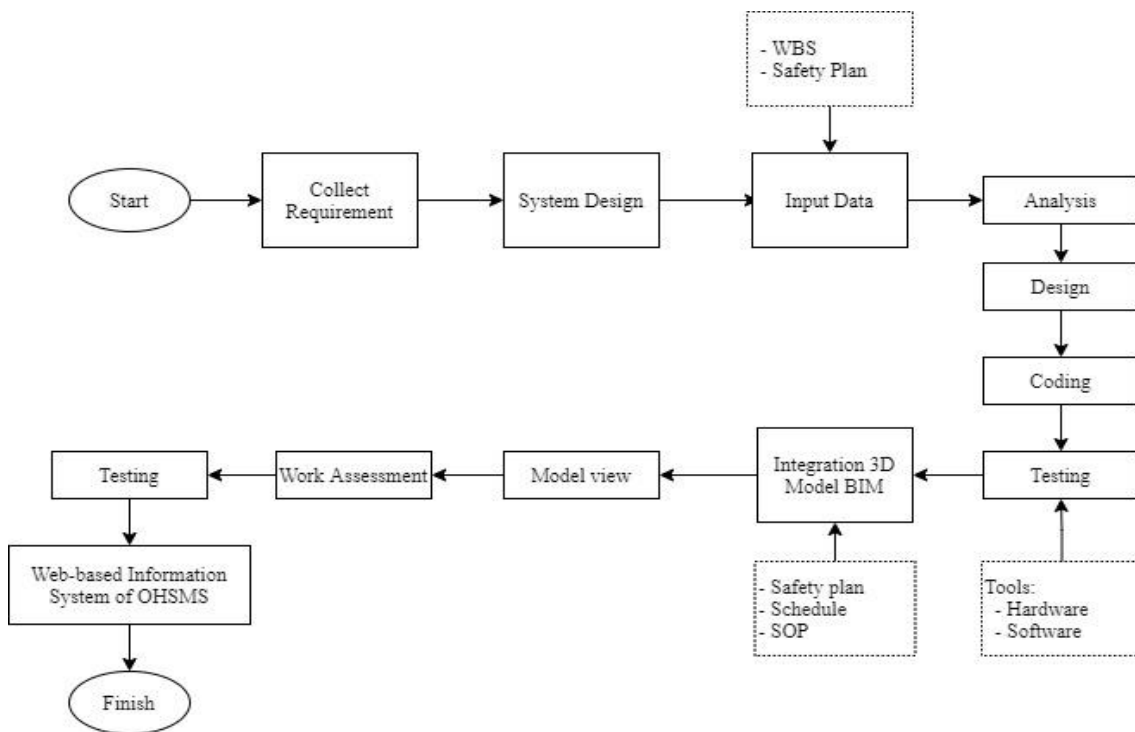 - WBS
- Safety Plan
Start
Collect
Requirement
System Design
Input Data
Analysis
Design
Coding
Testing
Work Assessment
Model view
Integration 3D
Model BIM
Testing
Web-based Information
System of OHSMS
- Safety plan
- Schedule
- SOP
Tools:
- Hardware
- Software
Finish